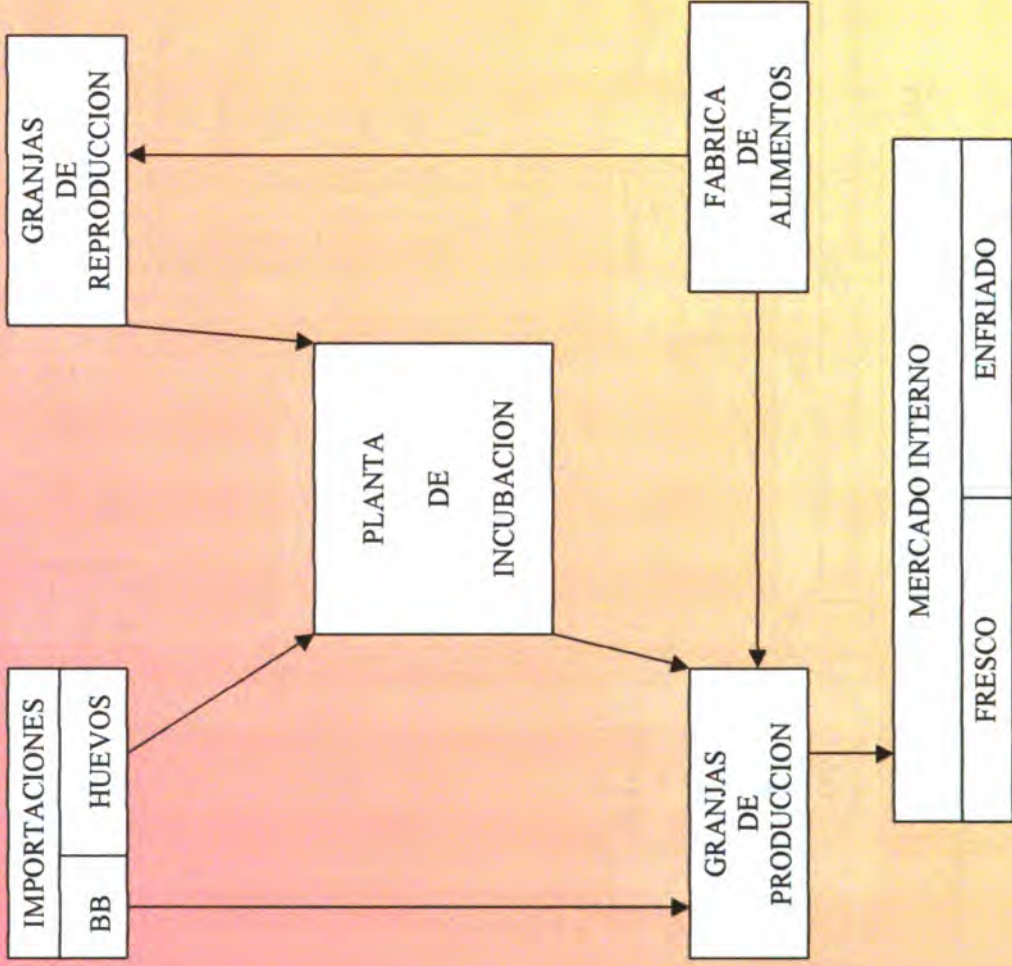 IMPORTACIONES
BB
HUEVOS
GRANJAS
DE
REPRODUCCION
PLANTA
DE
INCUBACION
GRANJAS
DE
PRODUCCION
FABRICA
DE
ALIMENTOS
MERCADO INTERNO
FRESCO
ENFRIADO